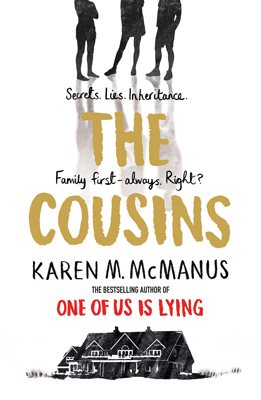 Secrets. Lies. Inheritance.
THE
Family first-always. Right?
COUSINS
KAREN M. McMANUS
THE BESTSELLING AUTHOR OF
ONE OF US IS LYING